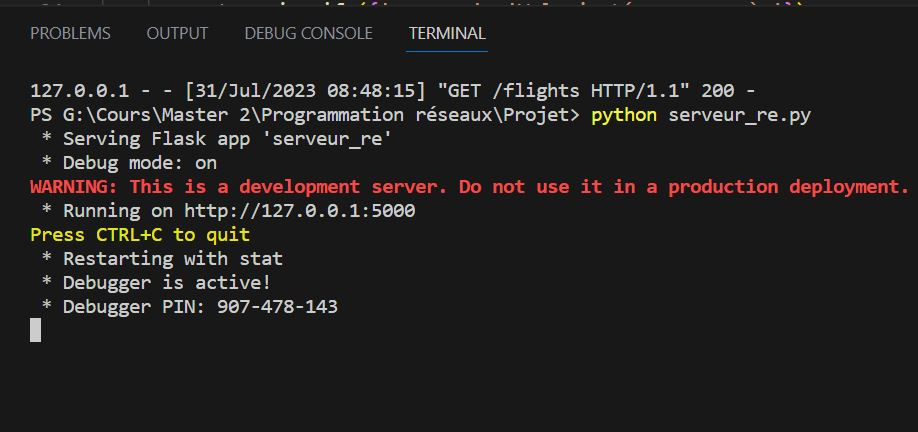 PROBLEMS OUTPUT DEBUG CONSOLE TERMINAL
127.0.0.1 - - [31/Jul/2023 08:48:15] "GET /flights HTTP/1.1" 200 -
PS G:\Cours\Master 2\Programmation réseaux\Projet> python serveur_re.py
 * Serving Flask app 'serveur_re'
 * Debug mode: on
WARNING: This is a development server. Do not use it in a production deployment.
 * Running on http://127.0.0.1:5000
Press CTRL+C to quit
 * Restarting with stat
 * Debugger is active!
 * Debugger PIN: 907-478-143